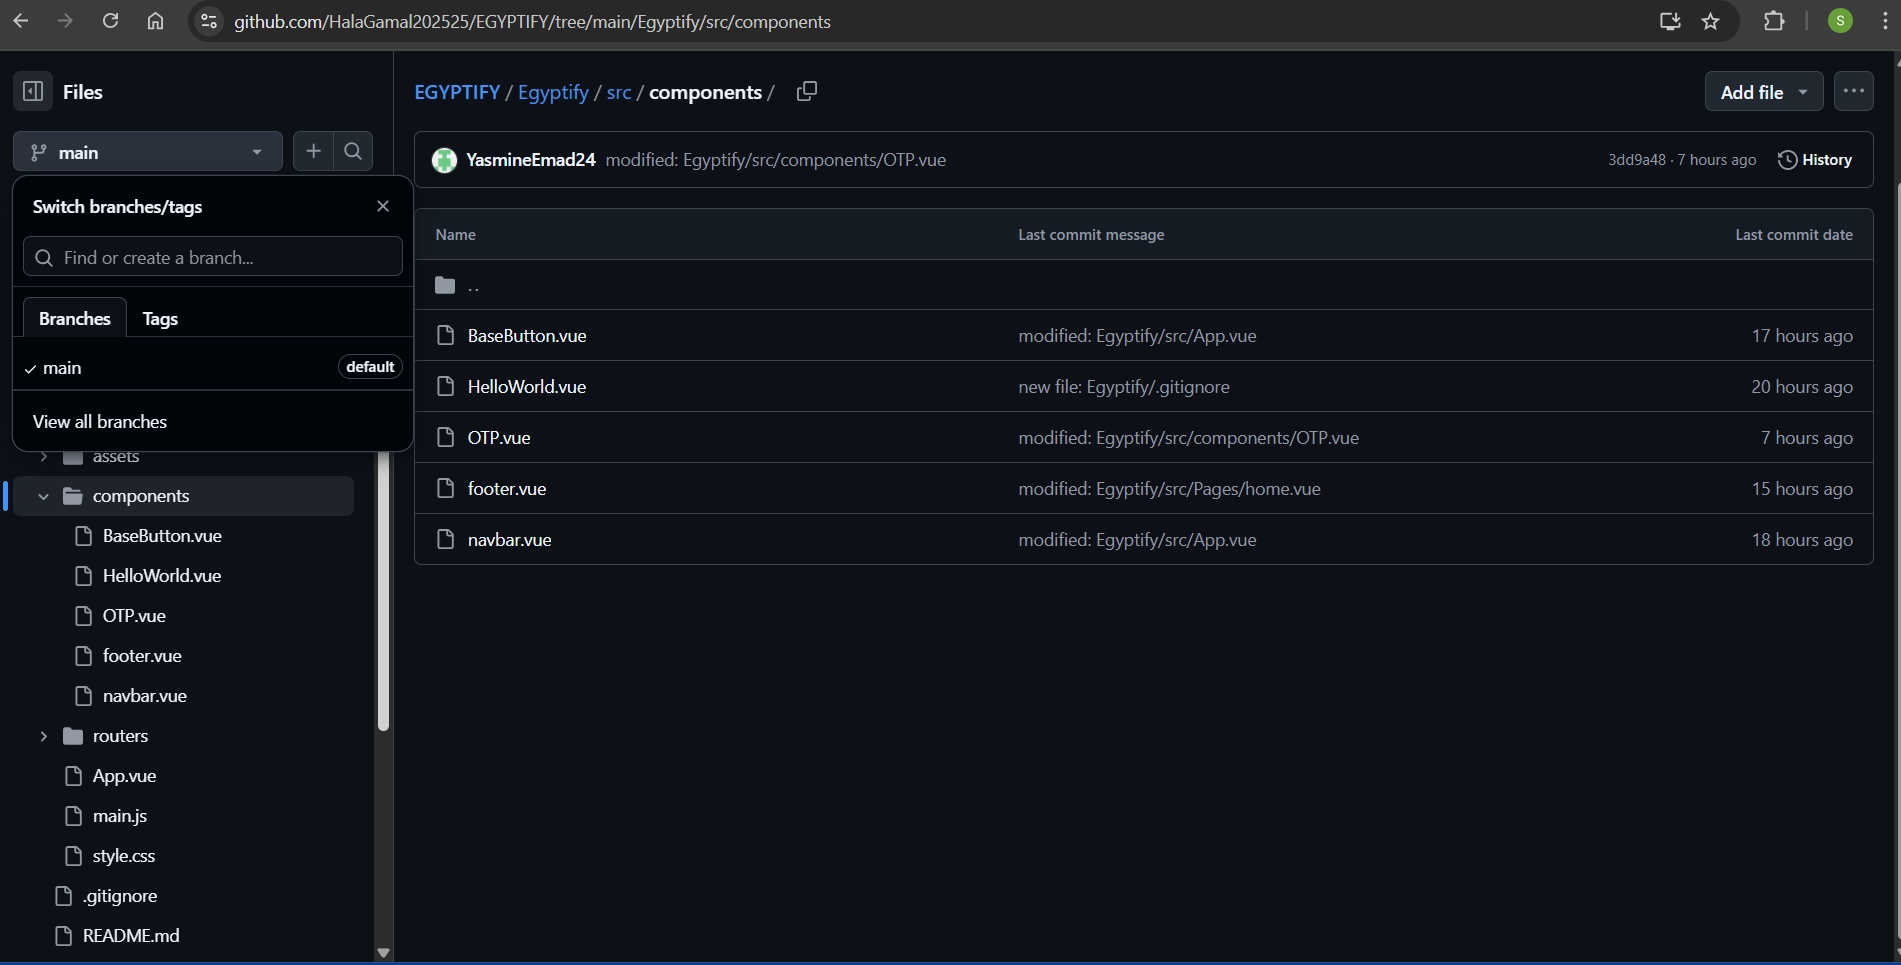 github.com/HalaGamal202525/EGYPTIFY/tree/main/Egyptify/src/components
S
Files
EGYPTIFY / Egyptify / src / components /
Add file
main
YasmineEmad24 modified: Egyptify/src/components/OTP.vue
3dd9a48 · 7 hours ago
History
Switch branches/tags
Find or create a branch...
Branches
Tags
main
default
View all branches
Name
Last commit message
Last commit date
..
BaseButton.vue
modified: Egyptify/src/App.vue
17 hours ago
HelloWorld.vue
new file: Egyptify/.gitignore
20 hours ago
OTP.vue
modified: Egyptify/src/components/OTP.vue
7 hours ago
footer.vue
modified: Egyptify/src/Pages/home.vue
15 hours ago
navbar.vue
modified: Egyptify/src/App.vue
18 hours ago
assets
components
BaseButton.vue
HelloWorld.vue
OTP.vue
footer.vue
navbar.vue
routers
App.vue
main.js
style.css
.gitignore
README.md